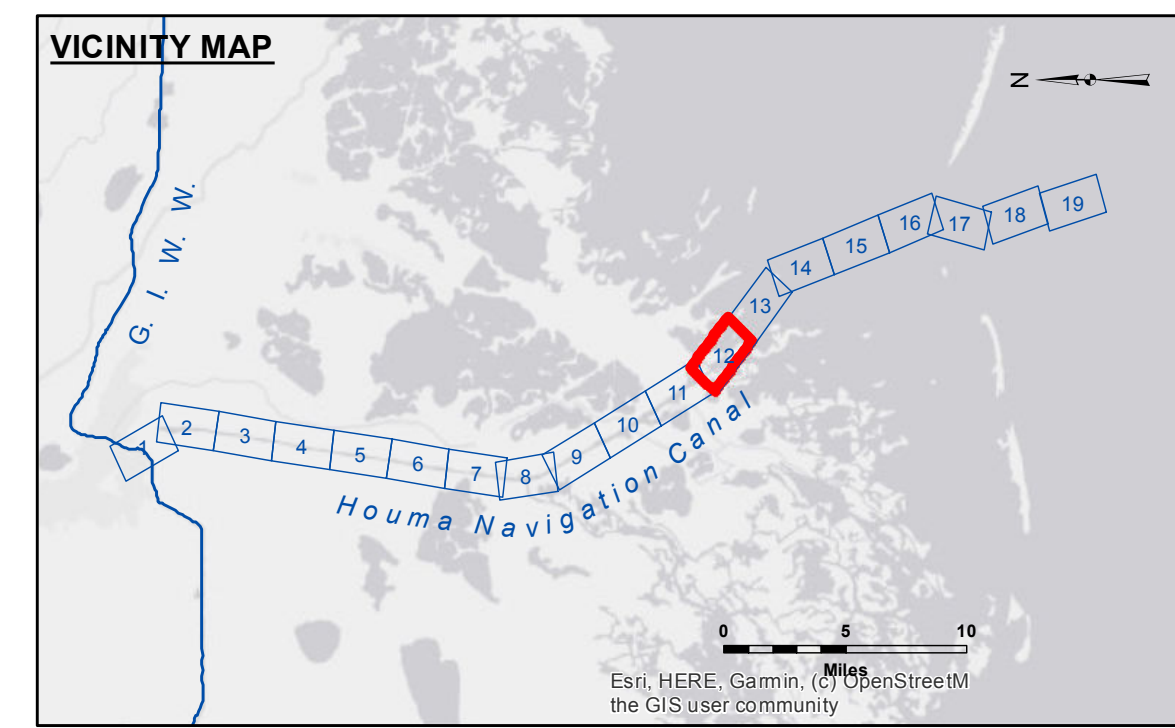 VICINITY MAP
N
G. I. W. W.
1
2
3
4
5
6
7
8
9
10
11
12
13
14
15
16
17
18
19
Houma Navigation Canal
0 5 10
Miles
Esri, HERE, Garmin, (c) OpenStreetM
the GIS user community